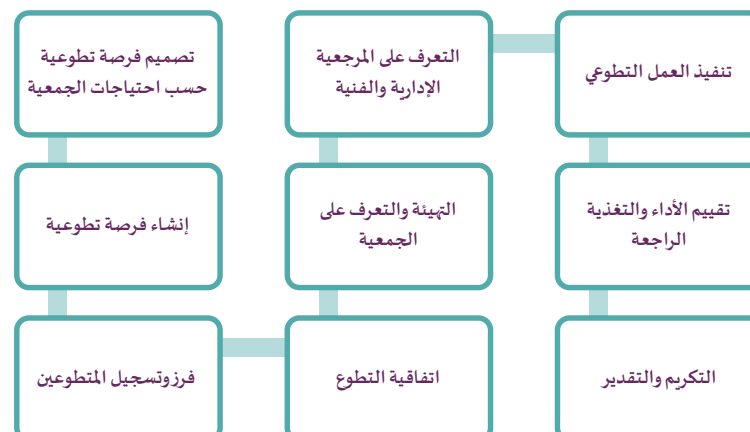 تصميم فرصة تطوعية
حسب احتياجات الجمعية
إنشاء فرصة تطوعية
فرز وتسجيل المتطوعين
اتفاقية التطوع
التهيئة والتعرف على
الجمعية
التعرف على المرجعية
الإدارية والفنية
تنفيذ العمل التطوعي
تقييم الأداء والتغذية
الراجعة
التكريم والتقدير